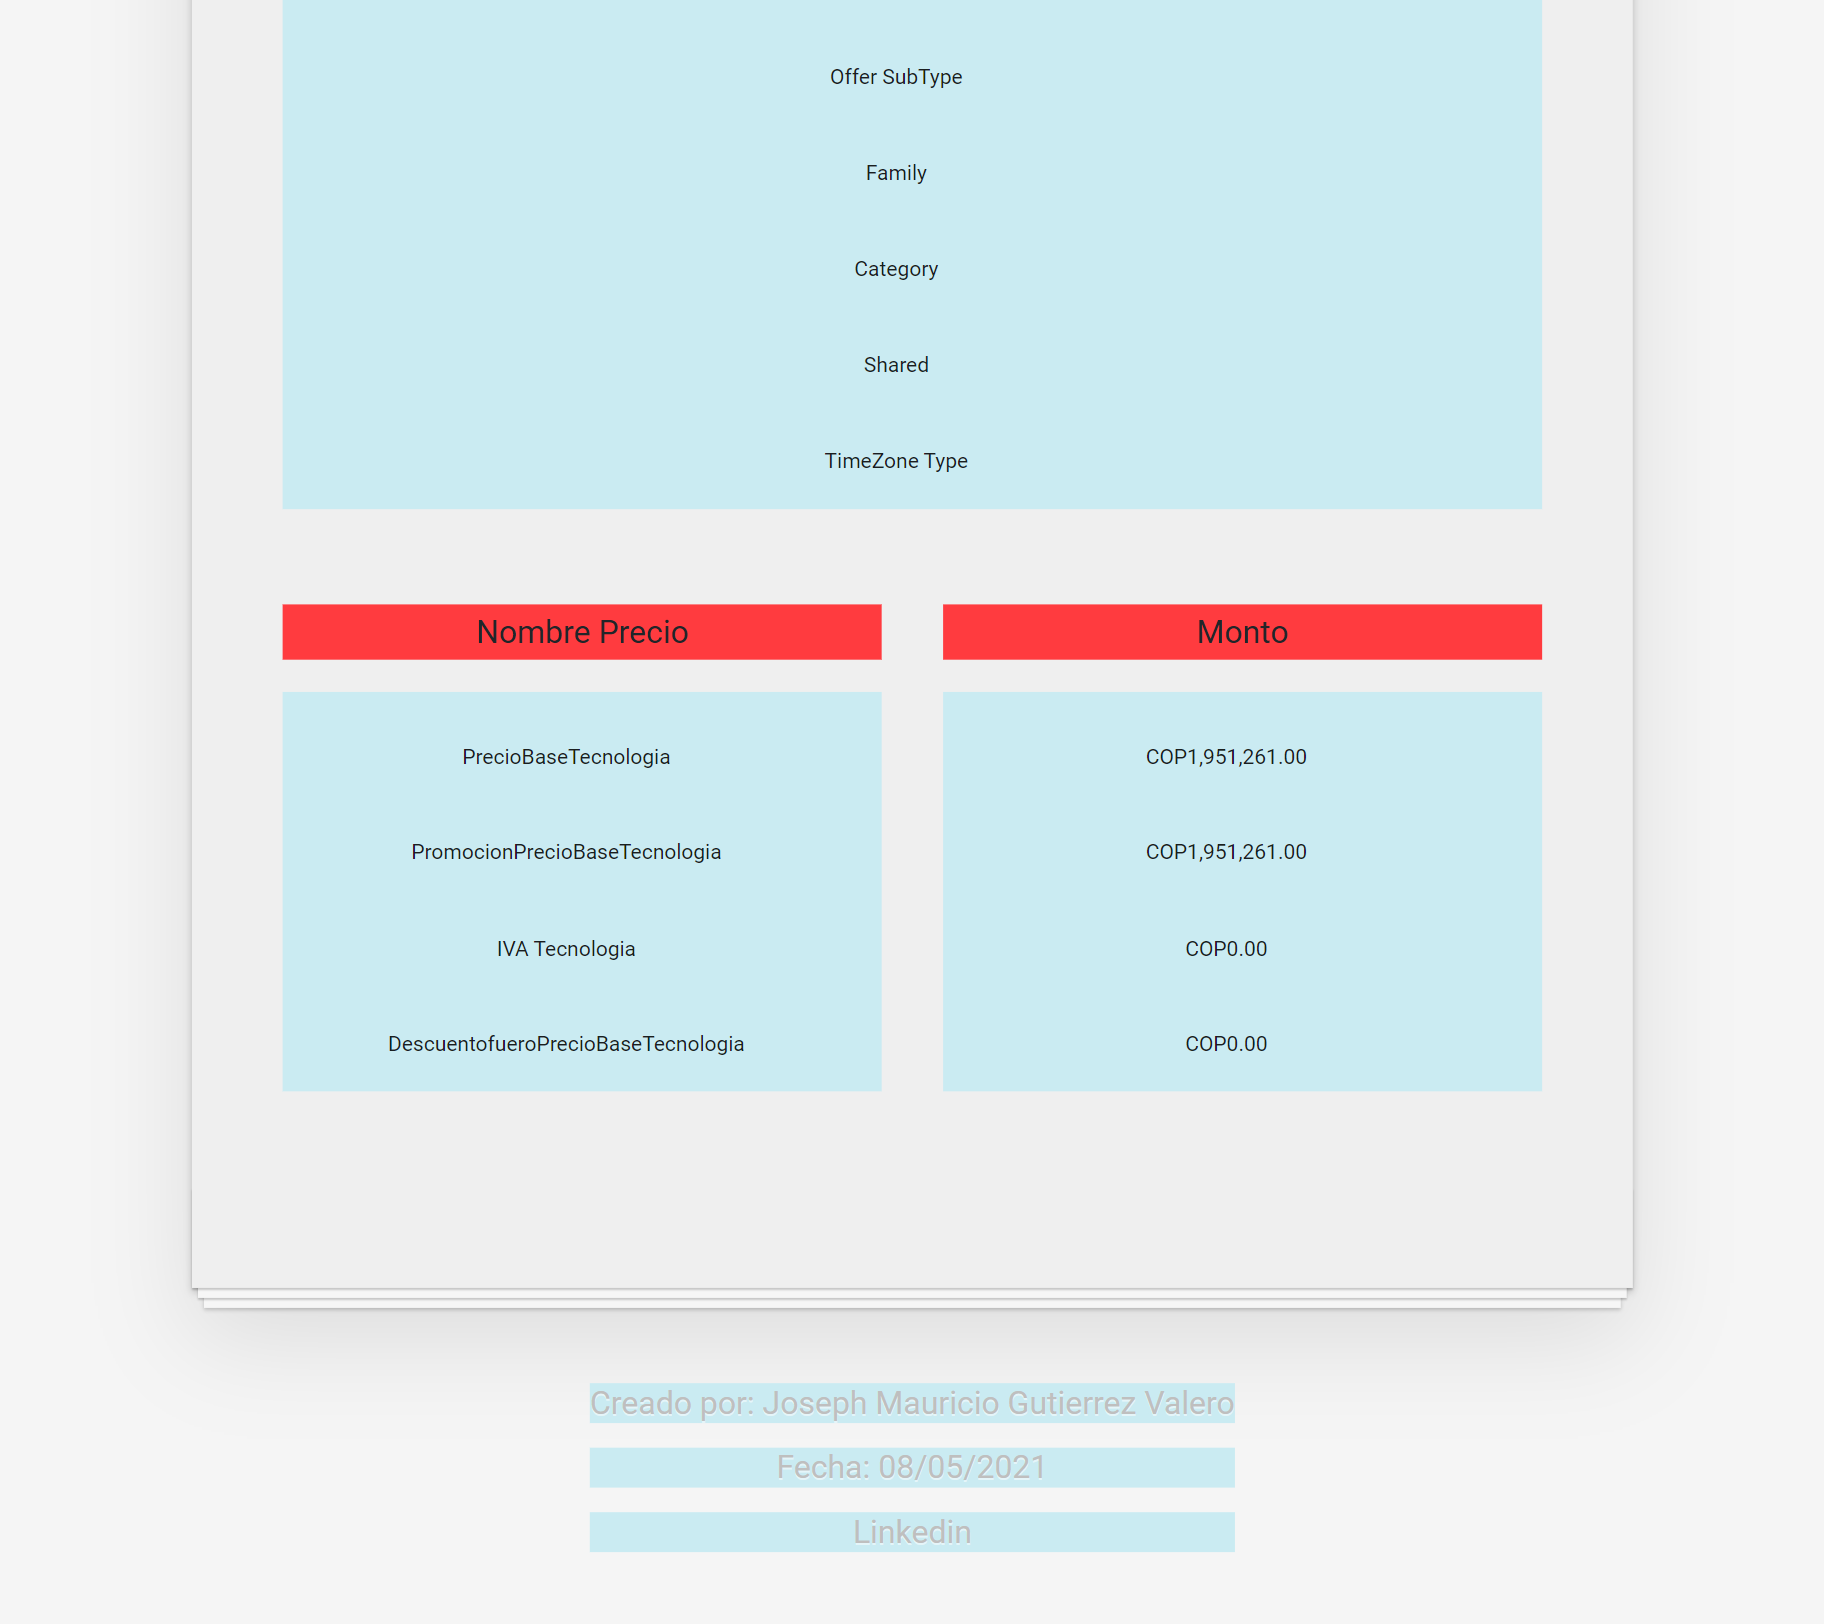 Offer SubType
Family
Category
Shared
TimeZone Type
Nombre Precio Monto
PrecioBaseTecnologia COP1,951,261.00
PromocionPrecioBaseTecnologia COP1,951,261.00
IVA Tecnologia COP0.00
DescuentofueroPrecioBaseTecnologia COP0.00
Creado por: Joseph Mauricio Gutierrez Valero
Fecha: 08/05/2021
Linkedin